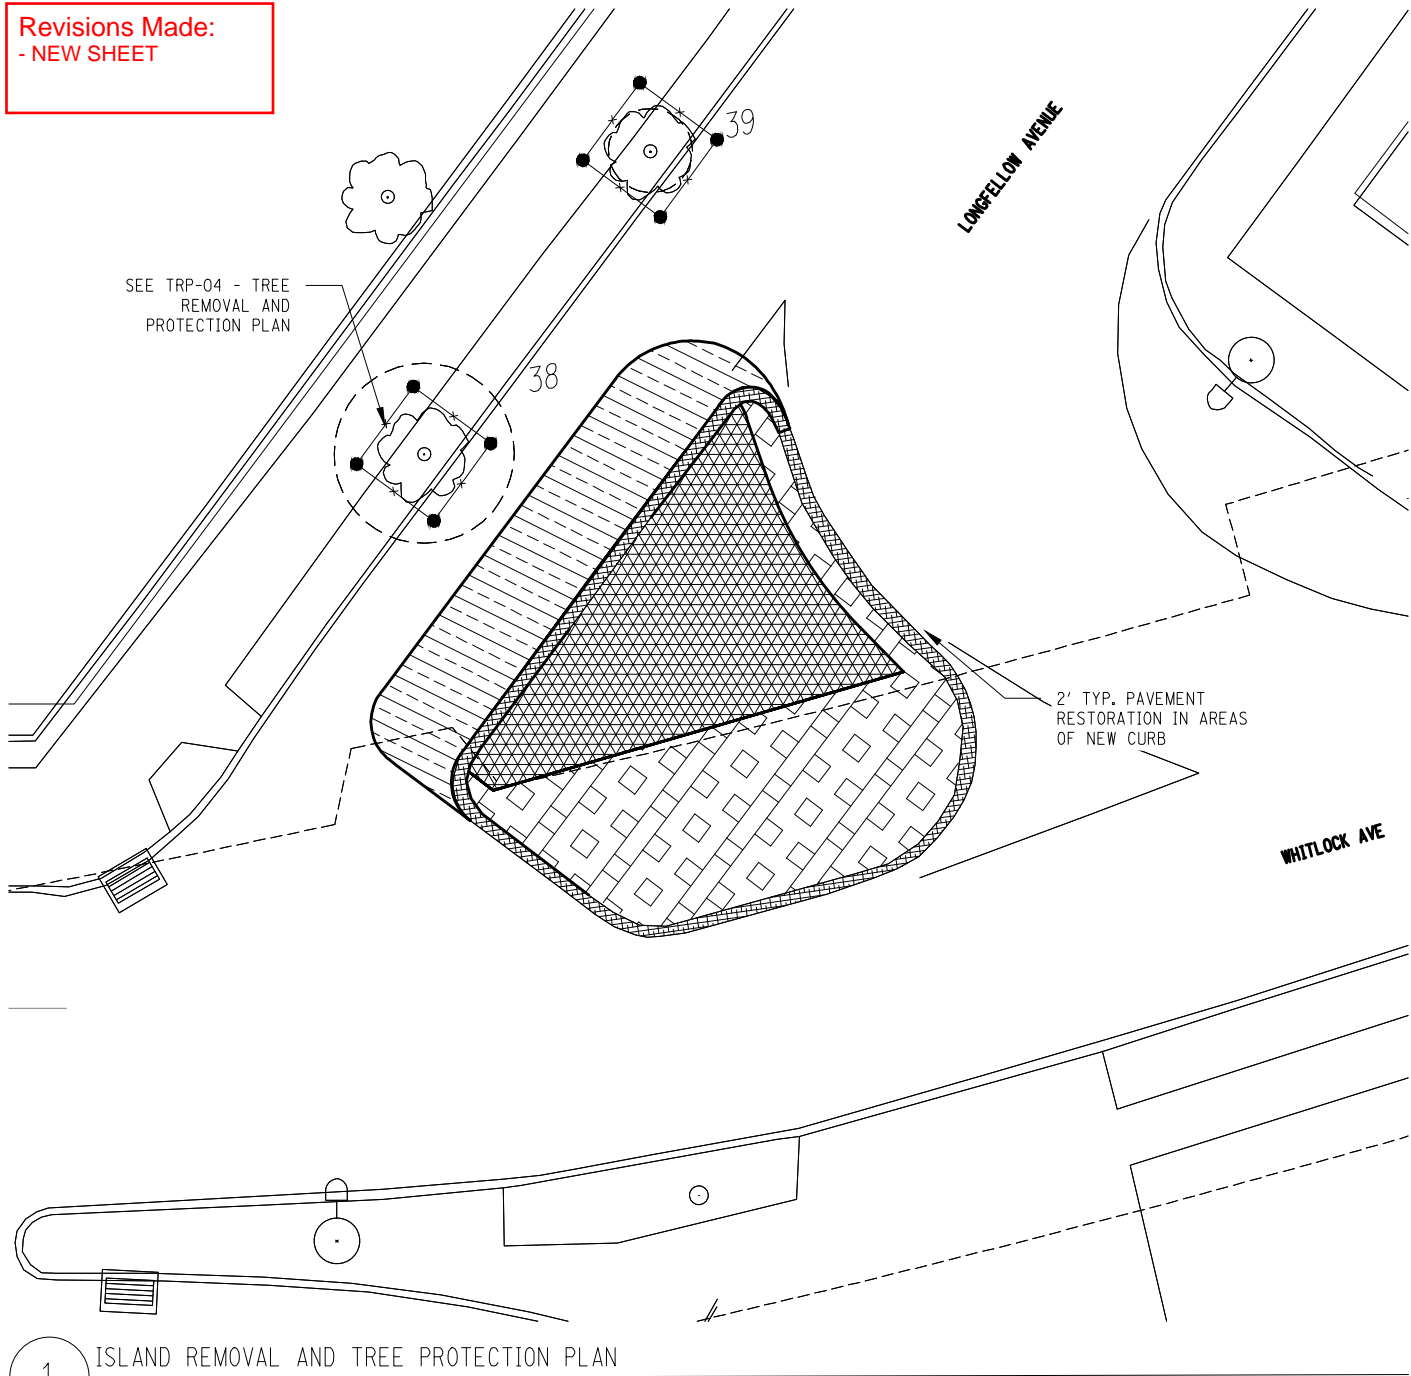 Revisions Made:
- NEW SHEET
39
LONGFELLOW AVENUE
SEE TRP-04 - TREE
REMOVAL AND
PROTECTION PLAN
38
2' TYP. PAVEMENT
RESTORATION IN AREAS
OF NEW CURB
WHITLOCK AVE
1
ISLAND REMOVAL AND TREE PROTECTION PLAN